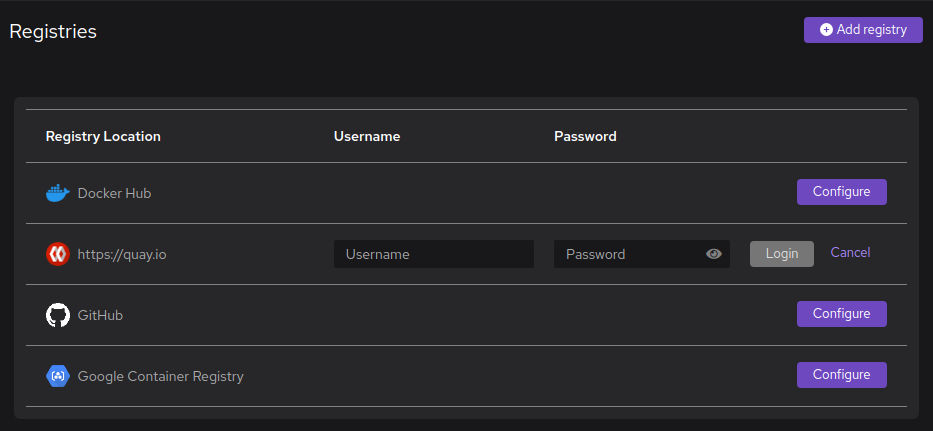 Registries
Add registry
Registry Location Username Password
Docker Hub Configure
https://quay.io Username Password Login Cancel
GitHub Configure
Google Container Registry Configure